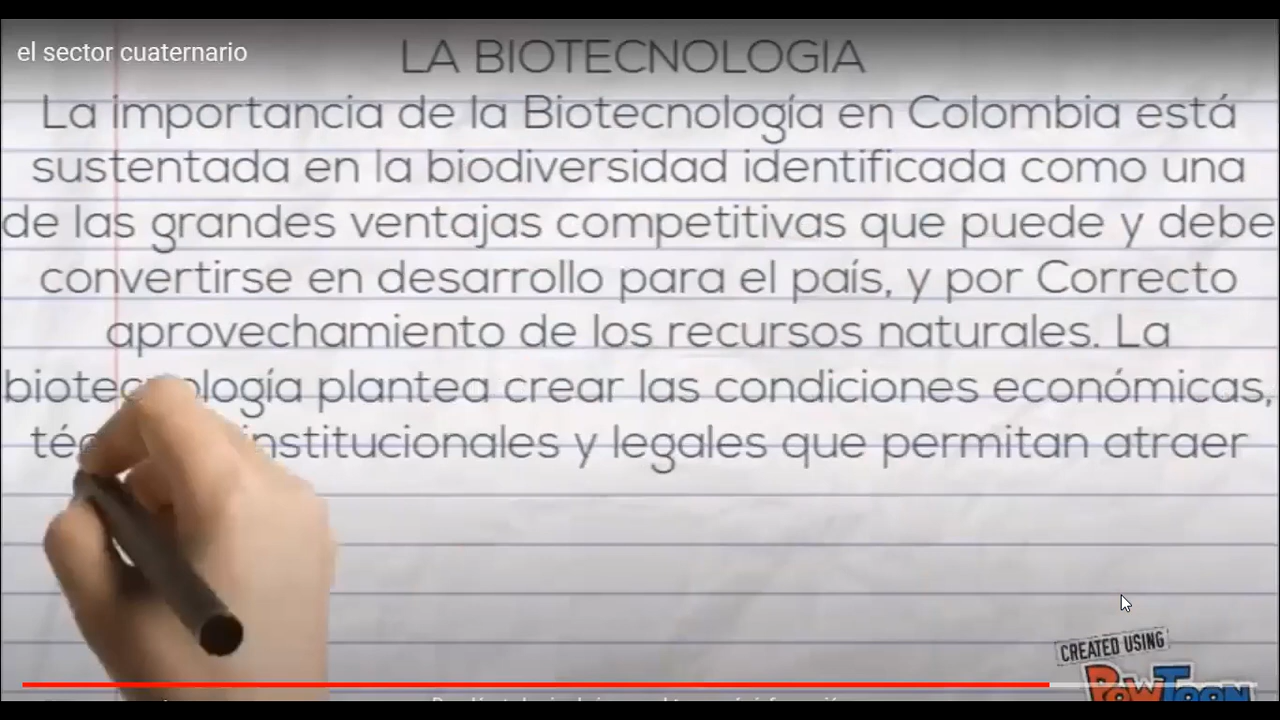 el sector cuaternario
LA BIOTECNOLOGIA
La importancia de la Biotecnología en Colombia está
sustentada en la biodiversidad identificada como una
de las grandes ventajas competitivas que puede y debe
convertirse en desarrollo para el país, y por Correcto
aprovechamiento de los recursos naturales. La
plantea crear las condiciones económicas,
y legales que permitan atraer
CREATED USING
POWTOON